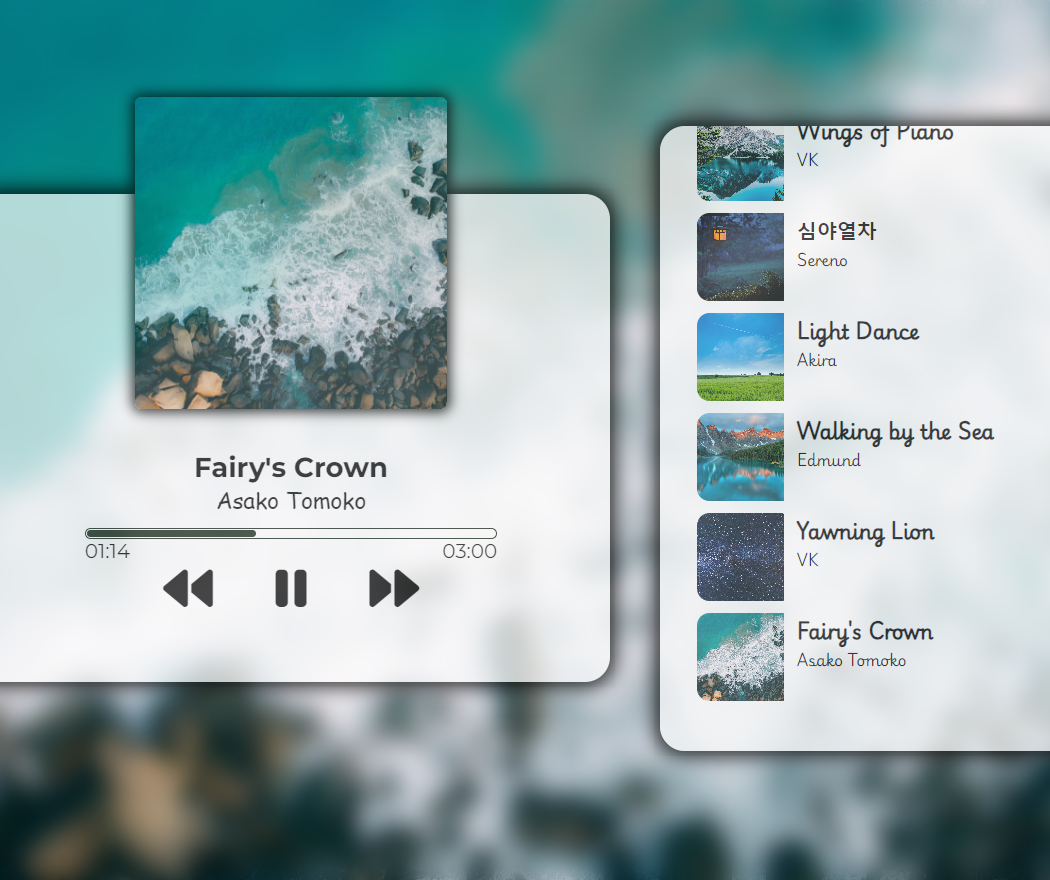 Fairy's Crown
Asako Tomoko
01:14
03:00
Wings of Piano
VK
심야열차
Sereno
Light Dance
Akira
Walking by the Sea
Edmund
Yawning Lion
VK
Fairy's Crown
Asako Tomoko